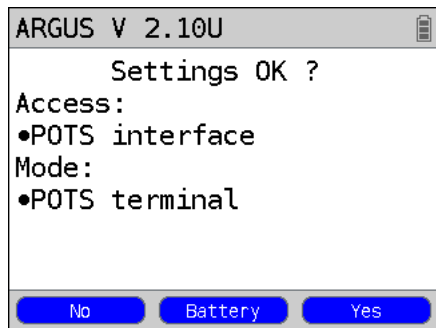 ARGUS V 2.10U
Settings OK ?
Access:
•POTS interface
Mode:
•POTS terminal
No Battery Yes